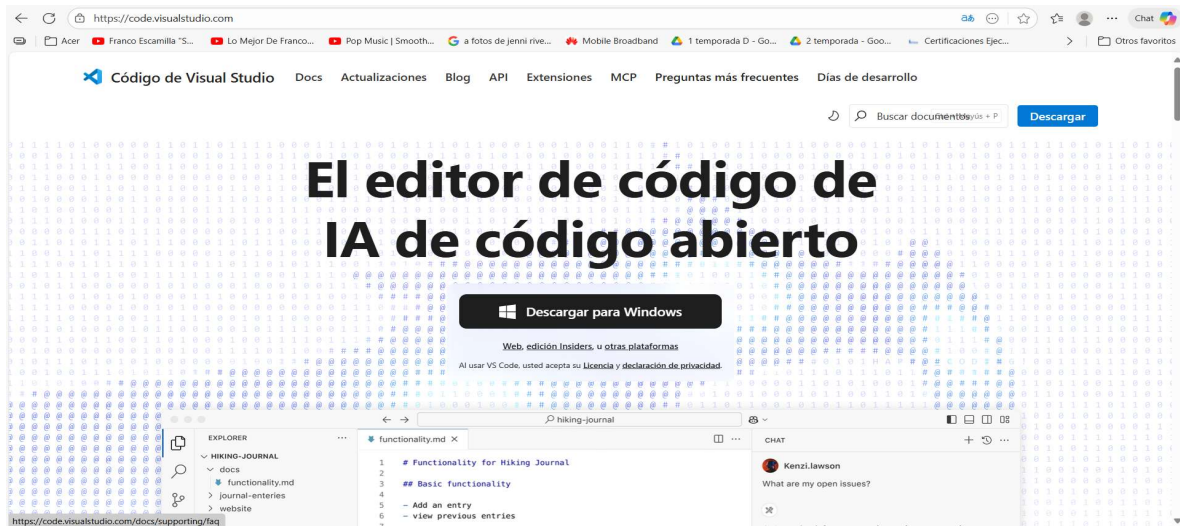 https://code.visualstudio.com
Chat
Acer
Franco Escamilla "S...
Lo Mejor De Franco...
Pop Music | Smooth...
a fotos de jenni rive...
Mobile Broadband
1 temporada D - Go...
2 temporada - Goo...
Certificaciones Ejec...
Otros favoritos
Código de Visual Studio
Docs
Actualizaciones
Blog
API
Extensiones
MCP
Preguntas más frecuentes
Días de desarrollo
Buscar documentos
+ P
Descargar
El editor de código de
IA de código abierto
Descargar para Windows
Web, edición Insiders, u otras plataformas
Al usar VS Code, usted acepta su Licencia y declaración de privacidad.
hiking-journal
EXPLORER
HIKING-JOURNAL
docs
functionality.md
journal-enteries
website
functionality.md
1 # Functionality for Hiking Journal
2
3 ## Basic functionality
4
5 - Add an entry
6 - view previous entries
CHAT
Kenzi.lawson
What are my open issues?
https://code.visualstudio.com/docs/supporting/faq